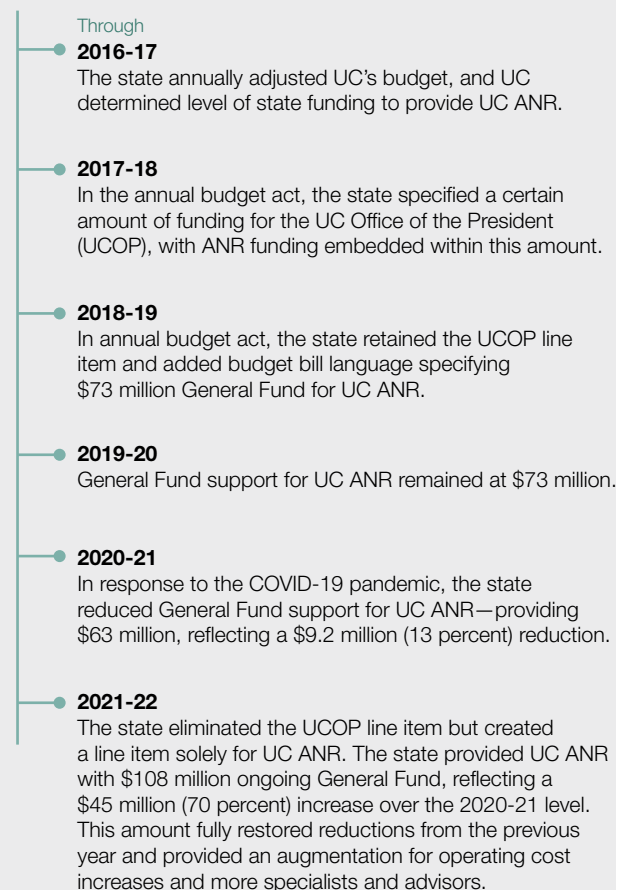 Through
2016-17
The state annually adjusted UC's budget, and UC
determined level of state funding to provide UC ANR.
2017-18
In the annual budget act, the state specified a certain
amount of funding for the UC Office of the President
(UCOP), with ANR funding embedded within this amount.
2018-19
In annual budget act, the state retained the UCOP line
item and added budget bill language specifying
$73 million General Fund for UC ANR.
2019-20
General Fund support for UC ANR remained at $73 million.
2020-21
In response to the COVID-19 pandemic, the state
reduced General Fund support for UC ANR—providing
$63 million, reflecting a $9.2 million (13 percent) reduction.
2021-22
The state eliminated the UCOP line item but created
a line item solely for UC ANR. The state provided UC ANR
with $108 million ongoing General Fund, reflecting a
$45 million (70 percent) increase over the 2020-21 level.
This amount fully restored reductions from the previous
year and provided an augmentation for operating cost
increases and more specialists and advisors.